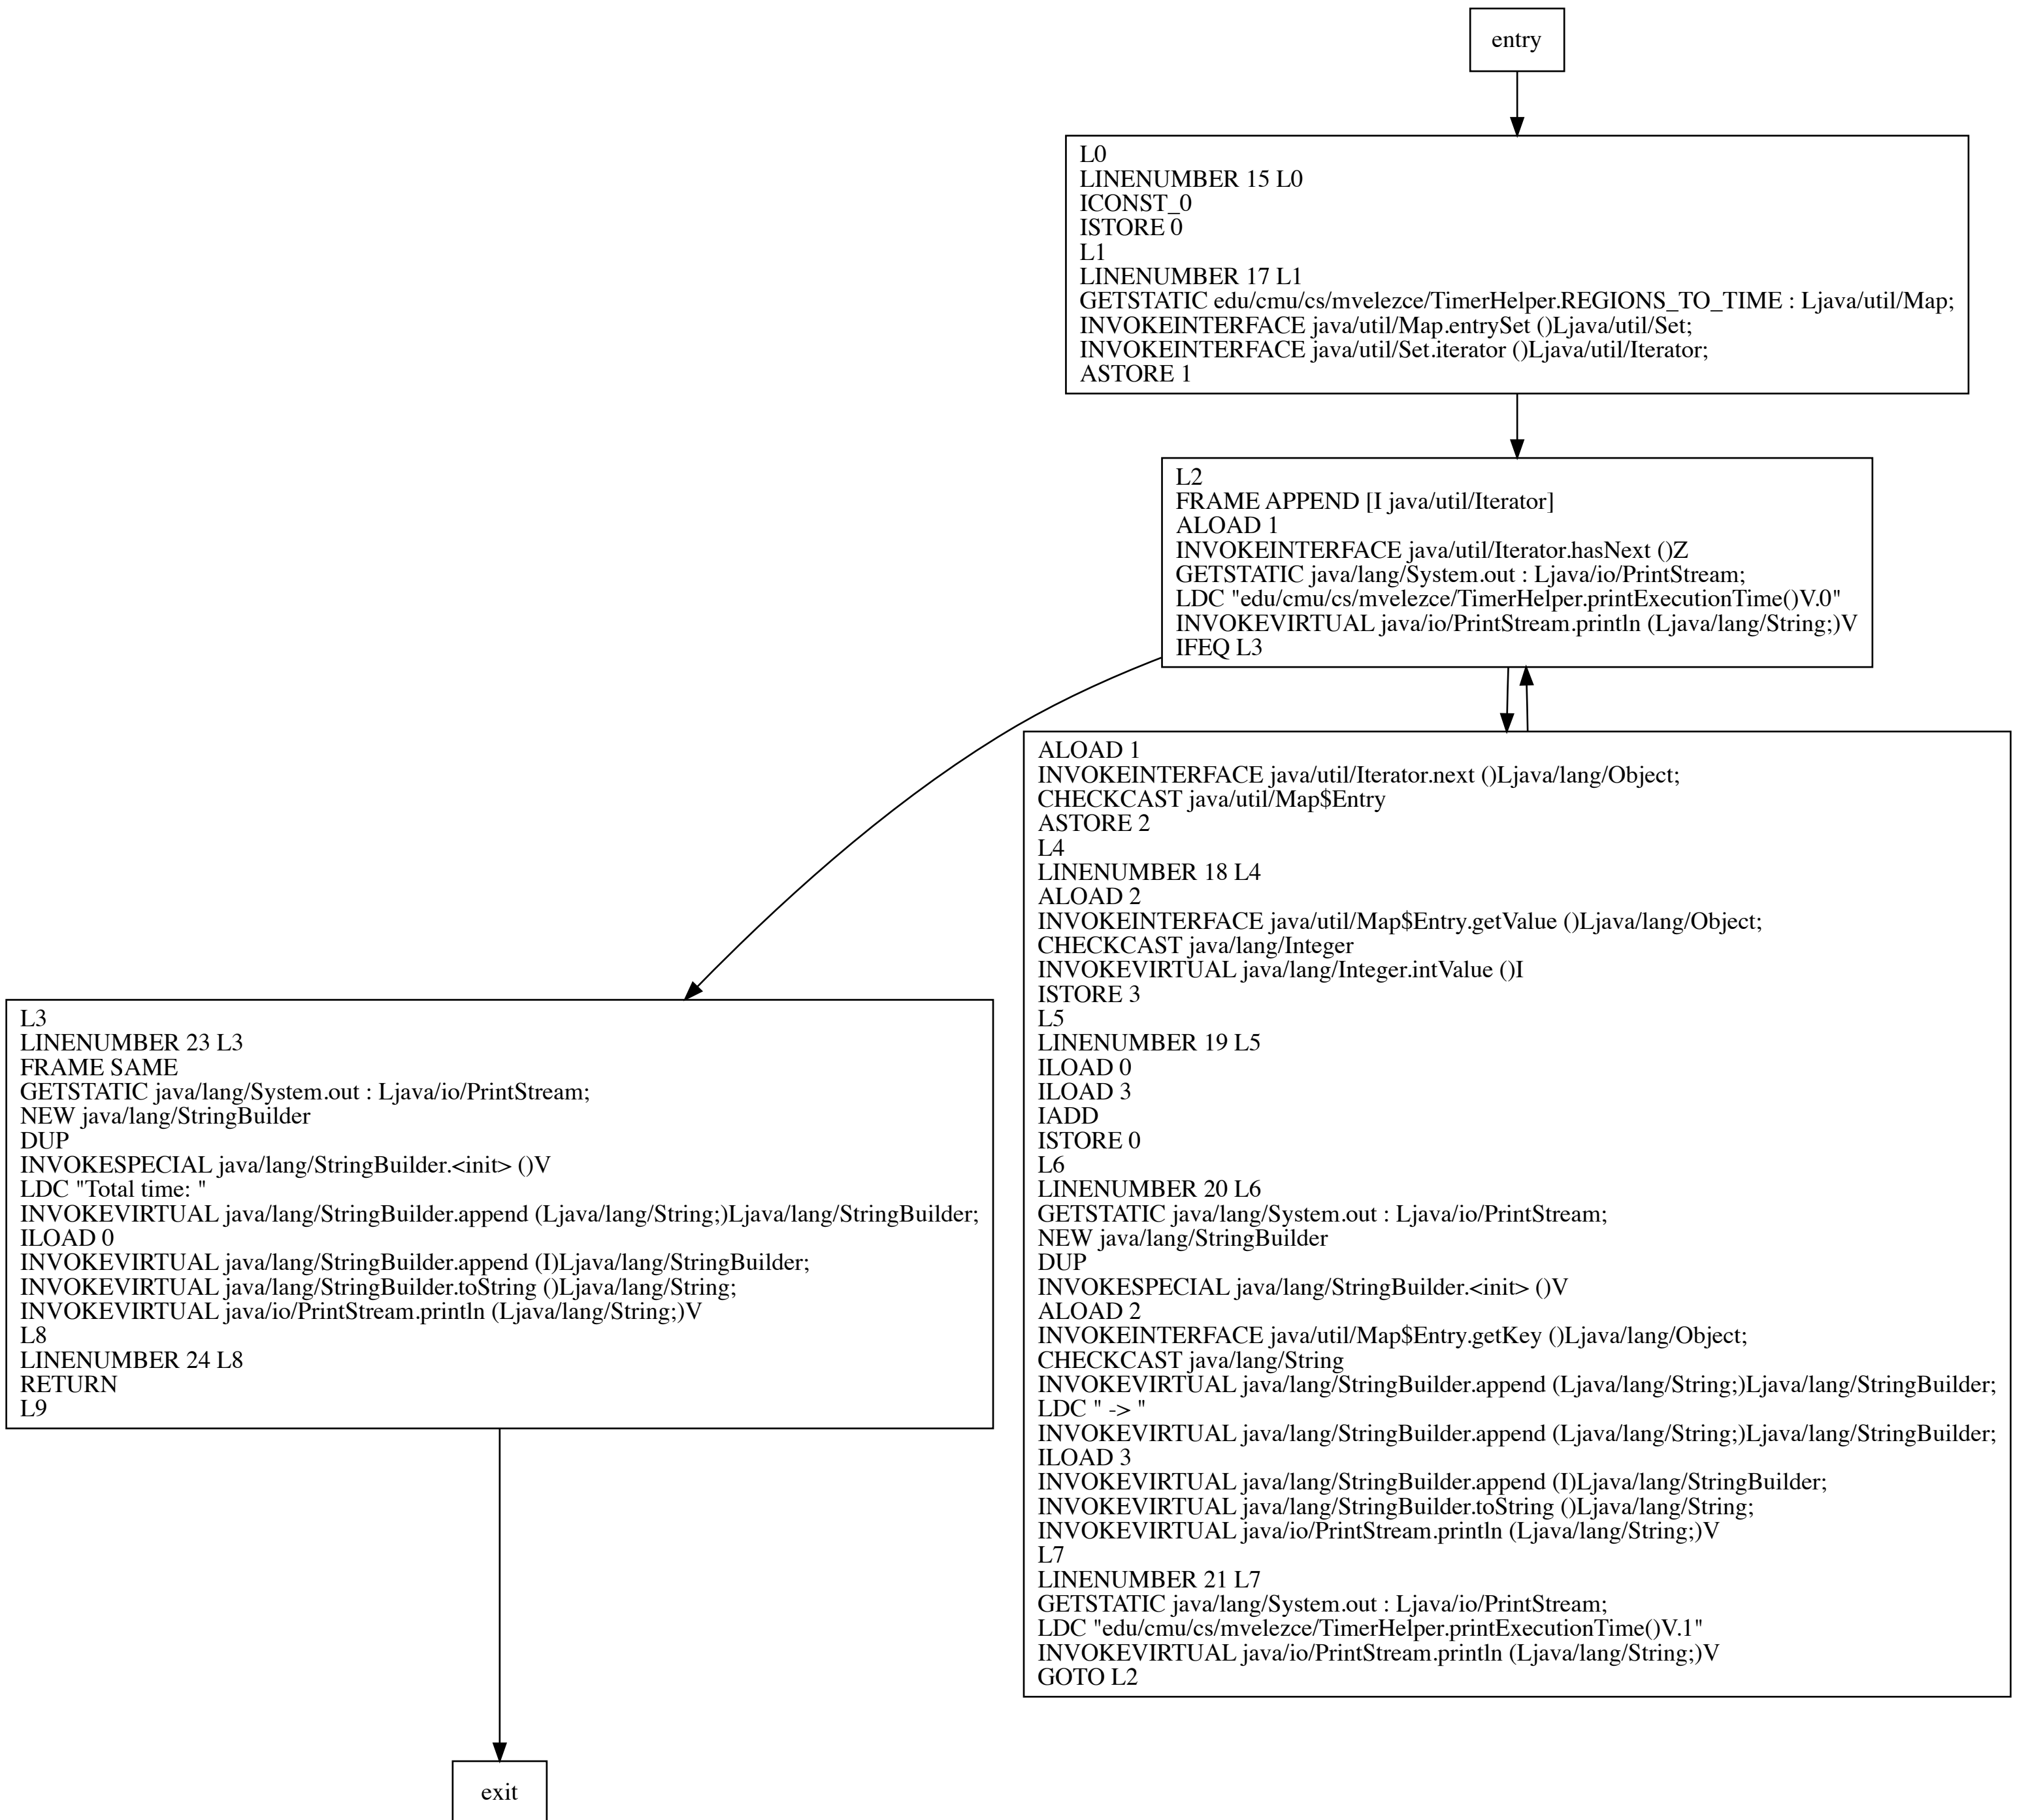 entry
L0
LINENUMBER 15 L0
ICONST_0
ISTORE 0
L1
LINENUMBER 17 L1
GETSTATIC edu/cmu/cs/mvelezce/TimerHelper.REGIONS_TO_TIME : Ljava/util/Map;
INVOKEINTERFACE java/util/Map.entrySet ()Ljava/util/Set;
INVOKEINTERFACE java/util/Set.iterator ()Ljava/util/Iterator;
ASTORE 1
L2
FRAME APPEND [I java/util/Iterator]
ALOAD 1
INVOKEINTERFACE java/util/Iterator.hasNext ()Z
GETSTATIC java/lang/System.out : Ljava/io/PrintStream;
LDC "edu/cmu/cs/mvelezce/TimerHelper.printExecutionTime()V.0"
INVOKEVIRTUAL java/io/PrintStream.println (Ljava/lang/String;)V
IFEQ L3
ALOAD 1
INVOKEINTERFACE java/util/Iterator.next ()Ljava/lang/Object;
CHECKCAST java/util/Map$Entry
ASTORE 2
L4
LINENUMBER 18 L4
ALOAD 2
INVOKEINTERFACE java/util/Map$Entry.getValue ()Ljava/lang/Object;
CHECKCAST java/lang/Integer
INVOKEVIRTUAL java/lang/Integer.intValue ()I
ISTORE 3
L5
LINENUMBER 19 L5
ILOAD 0
ILOAD 3
IADD
ISTORE 0
L6
LINENUMBER 20 L6
GETSTATIC java/lang/System.out : Ljava/io/PrintStream;
NEW java/lang/StringBuilder
DUP
INVOKESPECIAL java/lang/StringBuilder.<init> ()V
ALOAD 2
INVOKEINTERFACE java/util/Map$Entry.getKey ()Ljava/lang/Object;
CHECKCAST java/lang/String
INVOKEVIRTUAL java/lang/StringBuilder.append (Ljava/lang/String;)Ljava/lang/StringBuilder;
LDC " -> "
INVOKEVIRTUAL java/lang/StringBuilder.append (Ljava/lang/String;)Ljava/lang/StringBuilder;
ILOAD 3
INVOKEVIRTUAL java/lang/StringBuilder.append (I)Ljava/lang/StringBuilder;
INVOKEVIRTUAL java/lang/StringBuilder.toString ()Ljava/lang/String;
INVOKEVIRTUAL java/io/PrintStream.println (Ljava/lang/String;)V
L7
LINENUMBER 21 L7
GETSTATIC java/lang/System.out : Ljava/io/PrintStream;
LDC "edu/cmu/cs/mvelezce/TimerHelper.printExecutionTime()V.1"
INVOKEVIRTUAL java/io/PrintStream.println (Ljava/lang/String;)V
GOTO L2
L3
LINENUMBER 23 L3
FRAME SAME
GETSTATIC java/lang/System.out : Ljava/io/PrintStream;
NEW java/lang/StringBuilder
DUP
INVOKESPECIAL java/lang/StringBuilder.<init> ()V
LDC "Total time: "
INVOKEVIRTUAL java/lang/StringBuilder.append (Ljava/lang/String;)Ljava/lang/StringBuilder;
ILOAD 0
INVOKEVIRTUAL java/lang/StringBuilder.append (I)Ljava/lang/StringBuilder;
INVOKEVIRTUAL java/lang/StringBuilder.toString ()Ljava/lang/String;
INVOKEVIRTUAL java/io/PrintStream.println (Ljava/lang/String;)V
L8
LINENUMBER 24 L8
RETURN
L9
exit